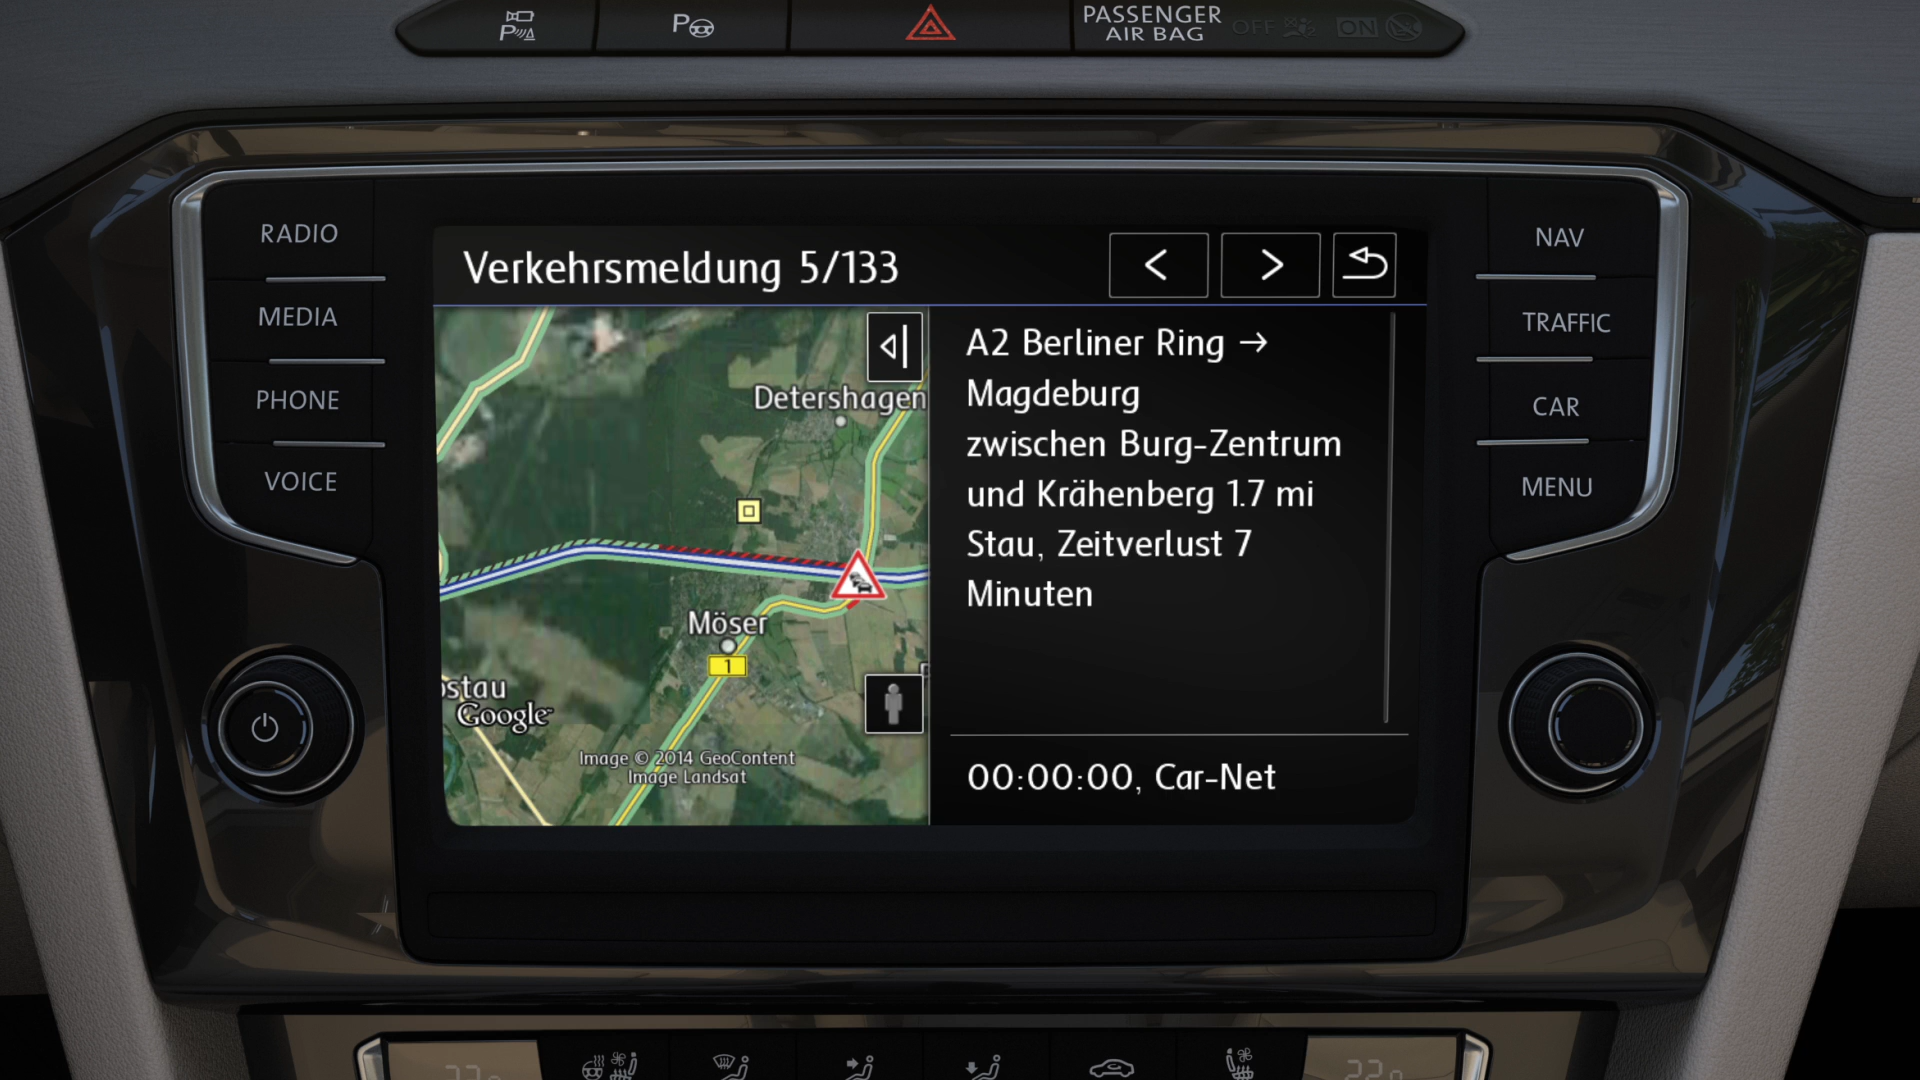 P
P
PASSENGER
AIR BAG
OFF
ON
RADIO
MEDIA
PHONE
VOICE
NAV
TRAFFIC
CAR
MENU
Verkehrsmeldung 5/133
Detershagen
Möser
1
stau
Google
Image © 2014 GeoContent
Image Landsat
A2 Berliner Ring →
Magdeburg
zwischen Burg-Zentrum
und Krähenberg 1.7 mi
Stau, Zeitverlust 7
Minuten
00:00:00, Car-Net